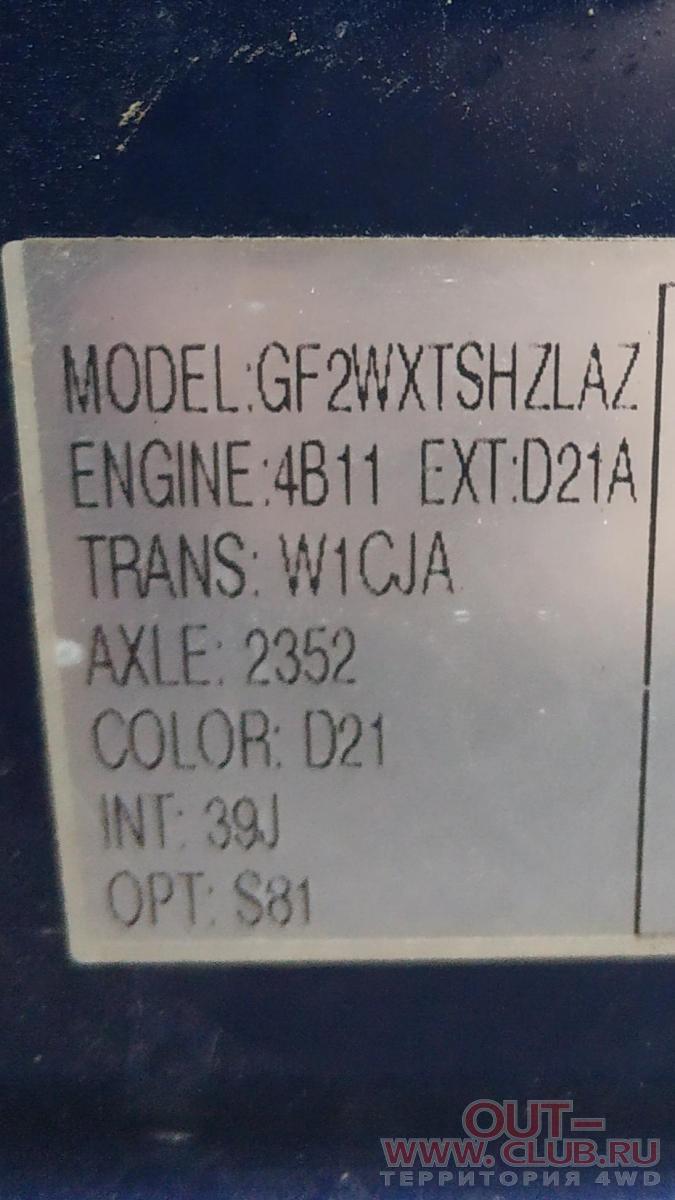 MODEL:GF2WXTSHZLAZ
ENGINE:4B11 EXT:D21A
TRANS: W1CJA
AXLE: 2352
COLOR: D21
INT: 39J
OPT: S81
OUT-
WWW.CLUB.RU
ТЕРРИТОРИЯ 4WD